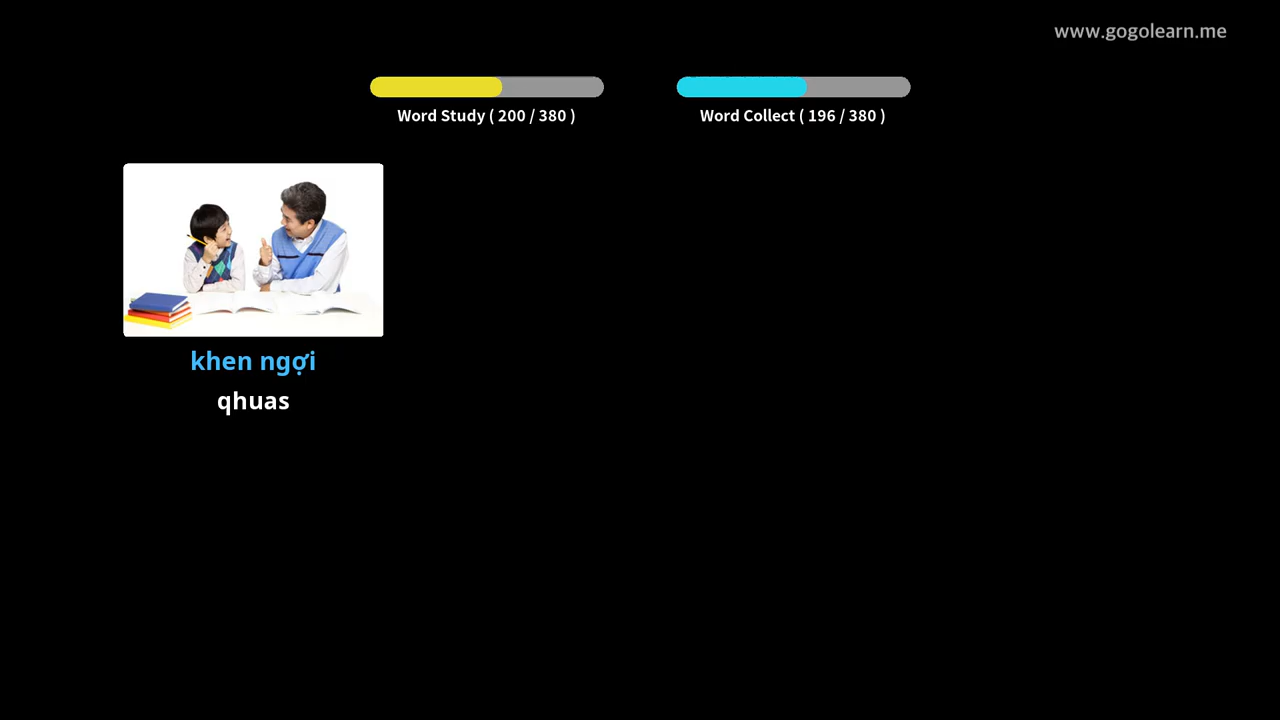 www.gogolearn.me
Word Study ( 200 / 380 )
Word Collect ( 196 / 380 )
khen ngợi
qhuas